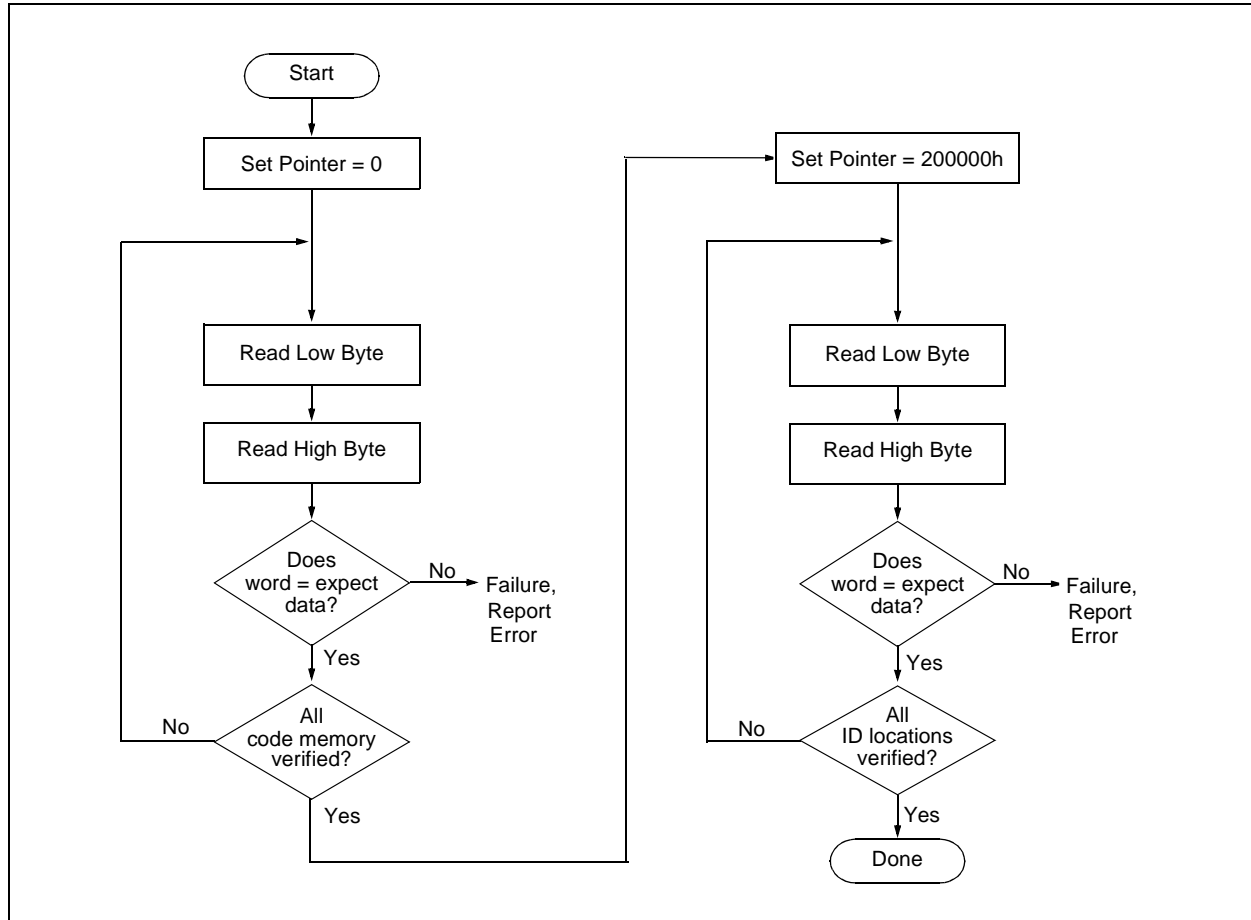 Start
Set Pointer = 0
Read Low Byte
Read High Byte
Does
word = expect
data?
No
Failure,
Report
Error
Yes
All
code memory
verified?
No
Yes
Set Pointer = 200000h
Read Low Byte
Read High Byte
Does
word = expect
data?
No
Failure,
Report
Error
Yes
All
ID locations
verified?
No
Yes
Done